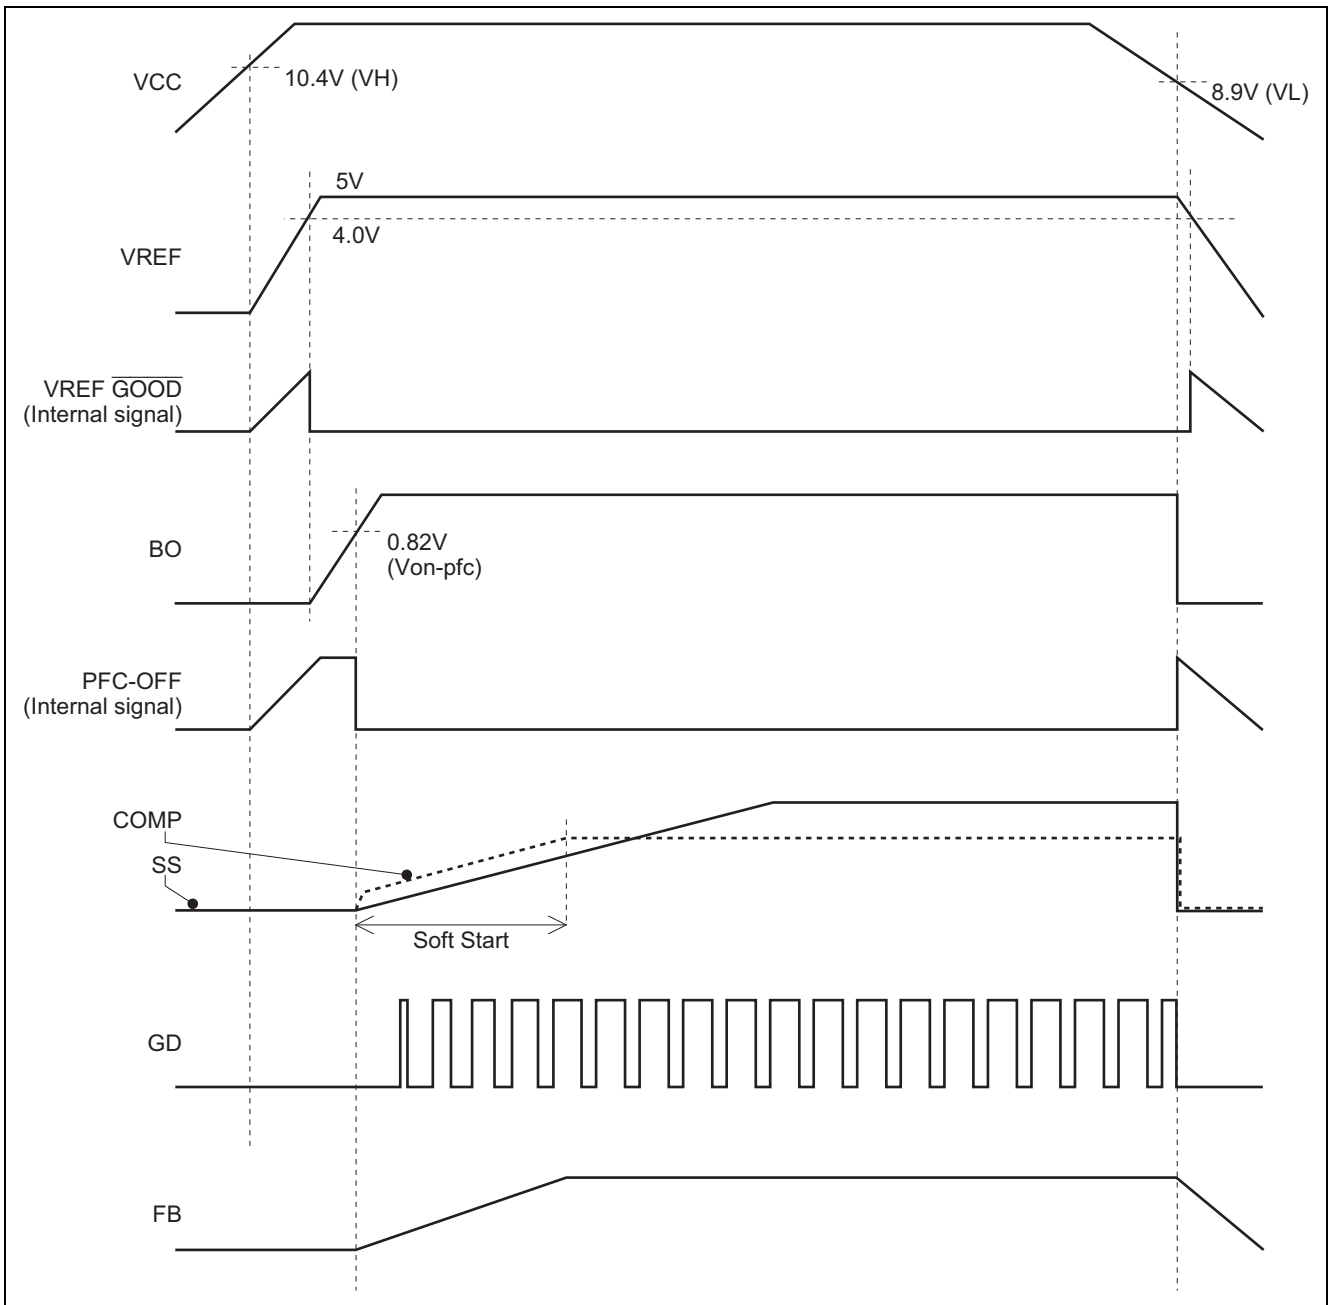 VCC
10.4V (VH)
8.9V (VL)
5V
4.0V
VREF
VREF G̅O̅O̅D̅
(Internal signal)
BO
0.82V
(Von-pfc)
PFC-OFF
(Internal signal)
COMP
SS
Soft Start
GD
FB